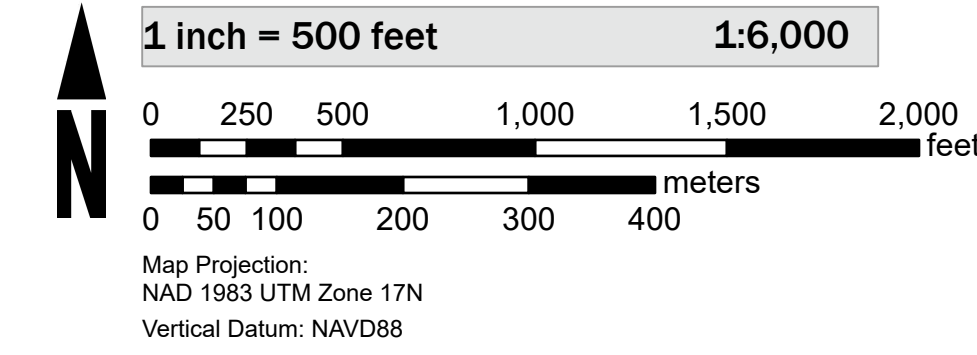 1 inch = 500 feet 1:6,000
0 250 500 1,000 1,500 2,000
feet
N
meters
0 50 100 200 300 400
Map Projection:
NAD 1983 UTM Zone 17N
Vertical Datum: NAVD88